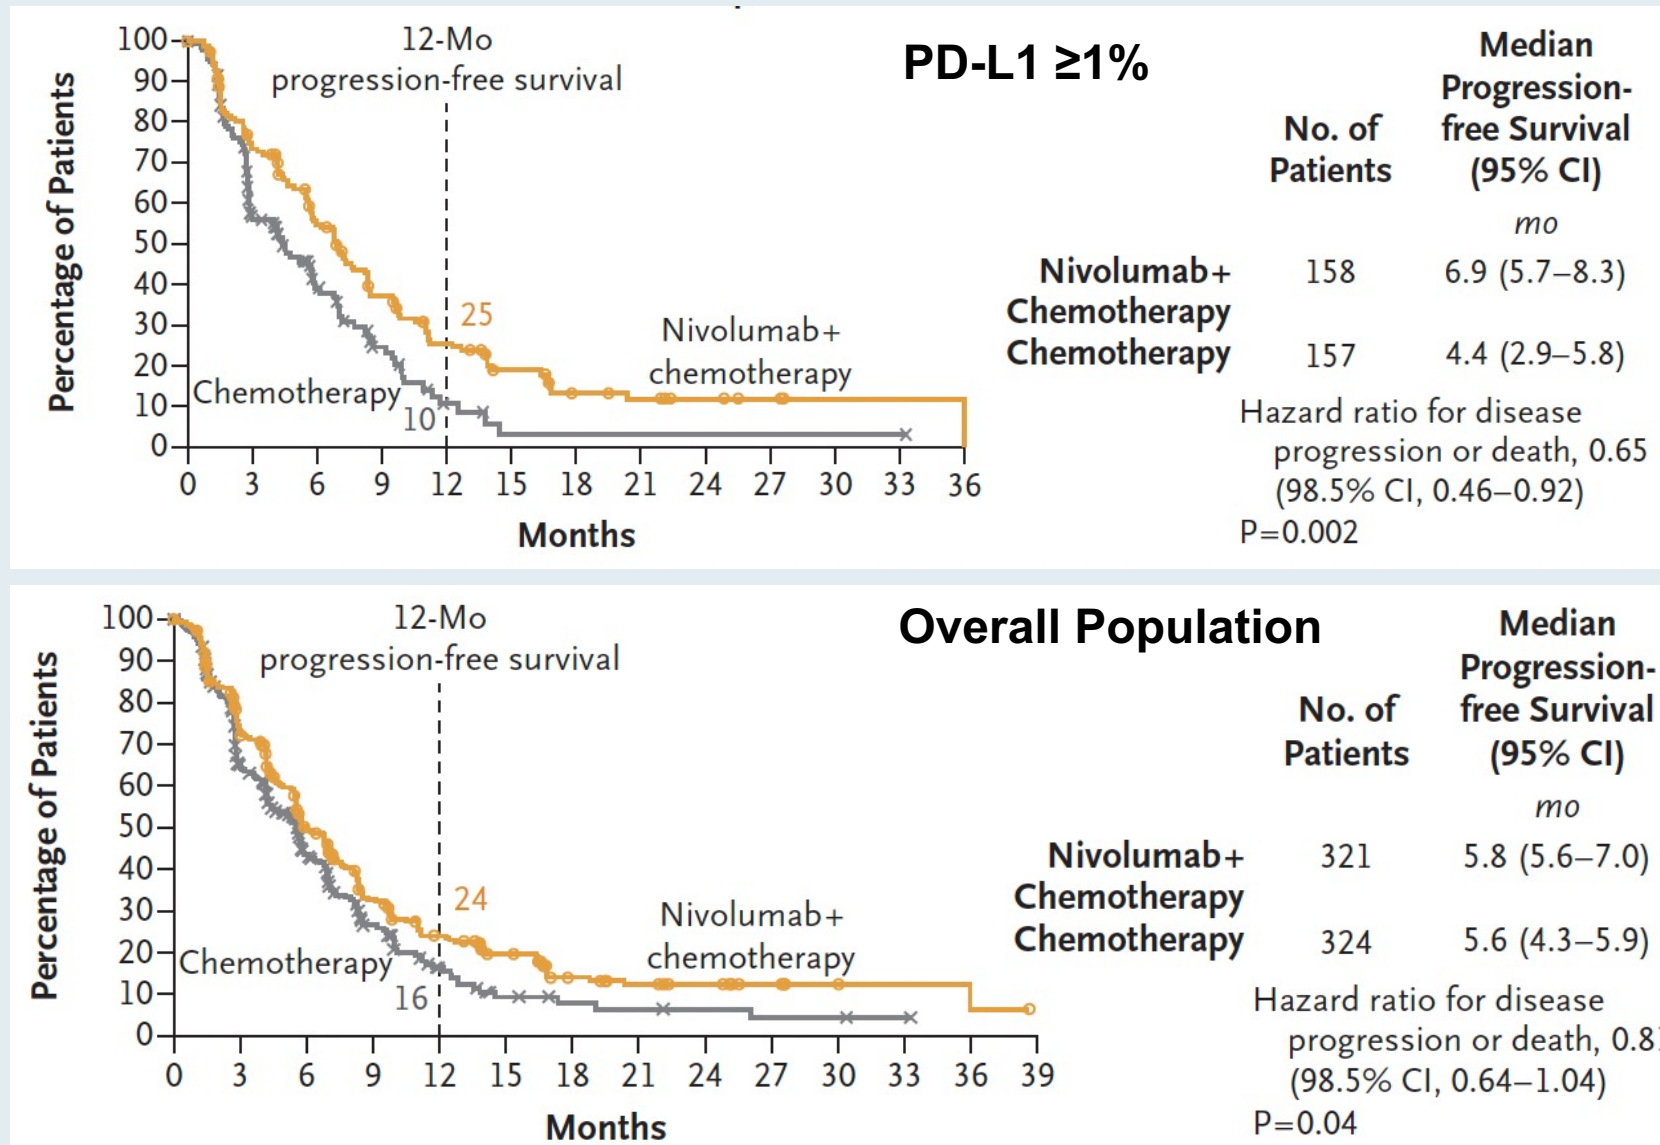 PD-L1 ≥1%
12-Mo
progression-free survival
Percentage of Patients
100
90
80
70
60
50
40
30
20
10
0
25
10
Nivolumab+
chemotherapy
Chemotherapy
0 3 6 9 12 15 18 21 24 27 30 33 36
Months
No. of
Patients
Median
Progression-
free Survival
(95% CI)
mo
Nivolumab+
Chemotherapy
158 6.9 (5.7–8.3)
Chemotherapy 157 4.4 (2.9–5.8)
Hazard ratio for disease
progression or death, 0.65
(98.5% CI, 0.46–0.92)
P=0.002
Overall Population
12-Mo
progression-free survival
Percentage of Patients
100
90
80
70
60
50
40
30
20
10
0
24
16
Nivolumab+
chemotherapy
Chemotherapy
0 3 6 9 12 15 18 21 24 27 30 33 36 39
Months
No. of
Patients
Median
Progression-
free Survival
(95% CI)
mo
Nivolumab+
Chemotherapy
321 5.8 (5.6–7.0)
Chemotherapy 324 5.6 (4.3–5.9)
Hazard ratio for disease
progression or death,
(98.5% CI, 0.64–1.04)
P=0.04